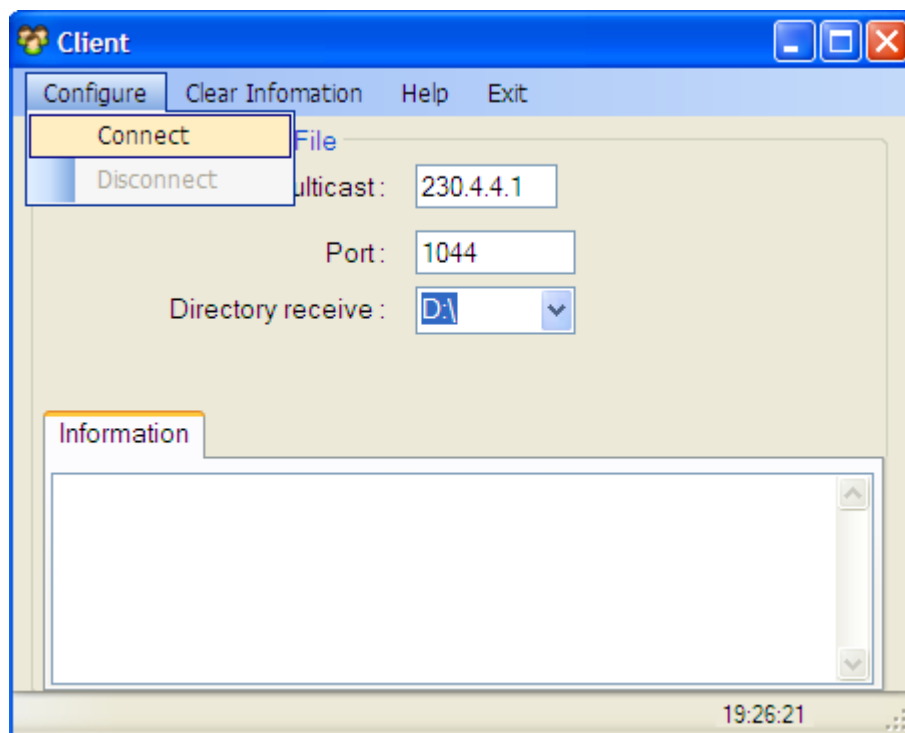 Client
Configure Clear Infomation Help Exit
Connect
File
Disconnect
ulticast :
230.4.4.1
Port :
1044
Directory receive :
D:\
Information
19:26:21